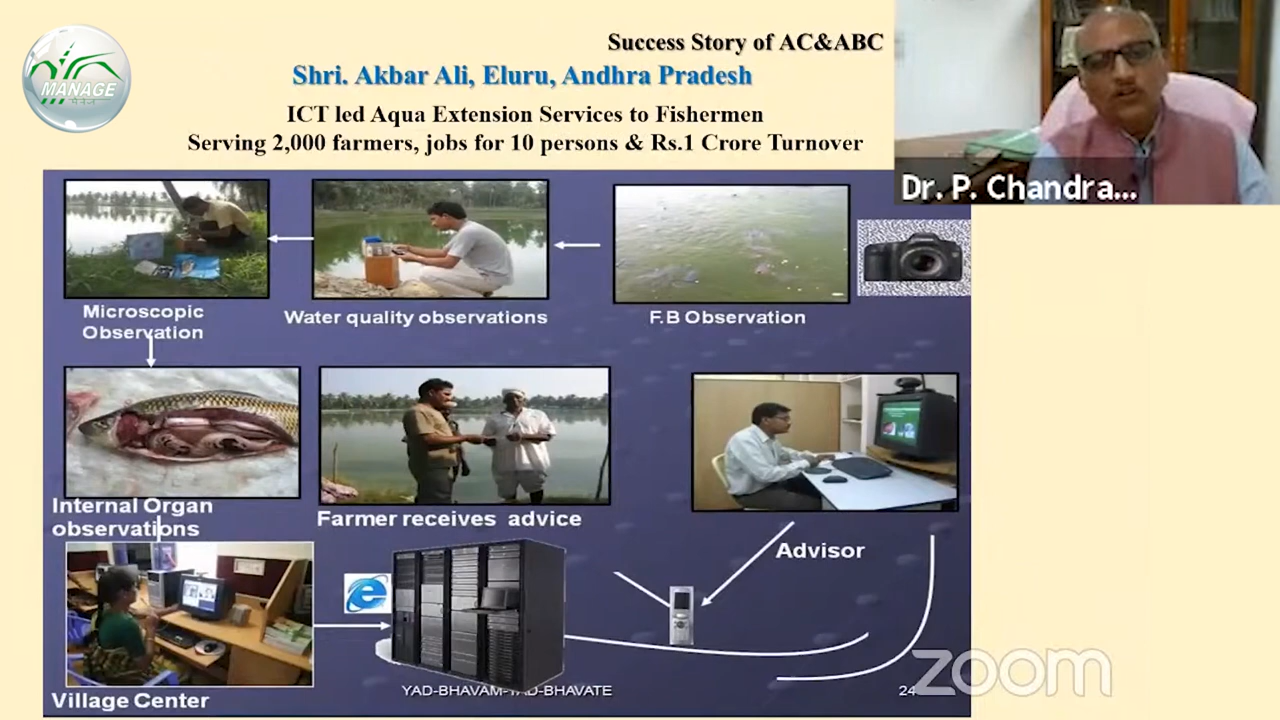 MANAGE
Success Story of AC&ABC
Shri. Akbar Ali, Eluru, Andhra Pradesh
ICT led Aqua Extension Services to Fishermen
Serving 2,000 farmers, jobs for 10 persons & Rs.1 Crore Turnover
Dr. P. Chandra...
Microscopic
Observation
Water quality observations
F.B Observation
Internal Organ
observations
Farmer receives advice
Advisor
Village Center
YAD-BHAVAM-TAD-BHAVATE
24
zoom